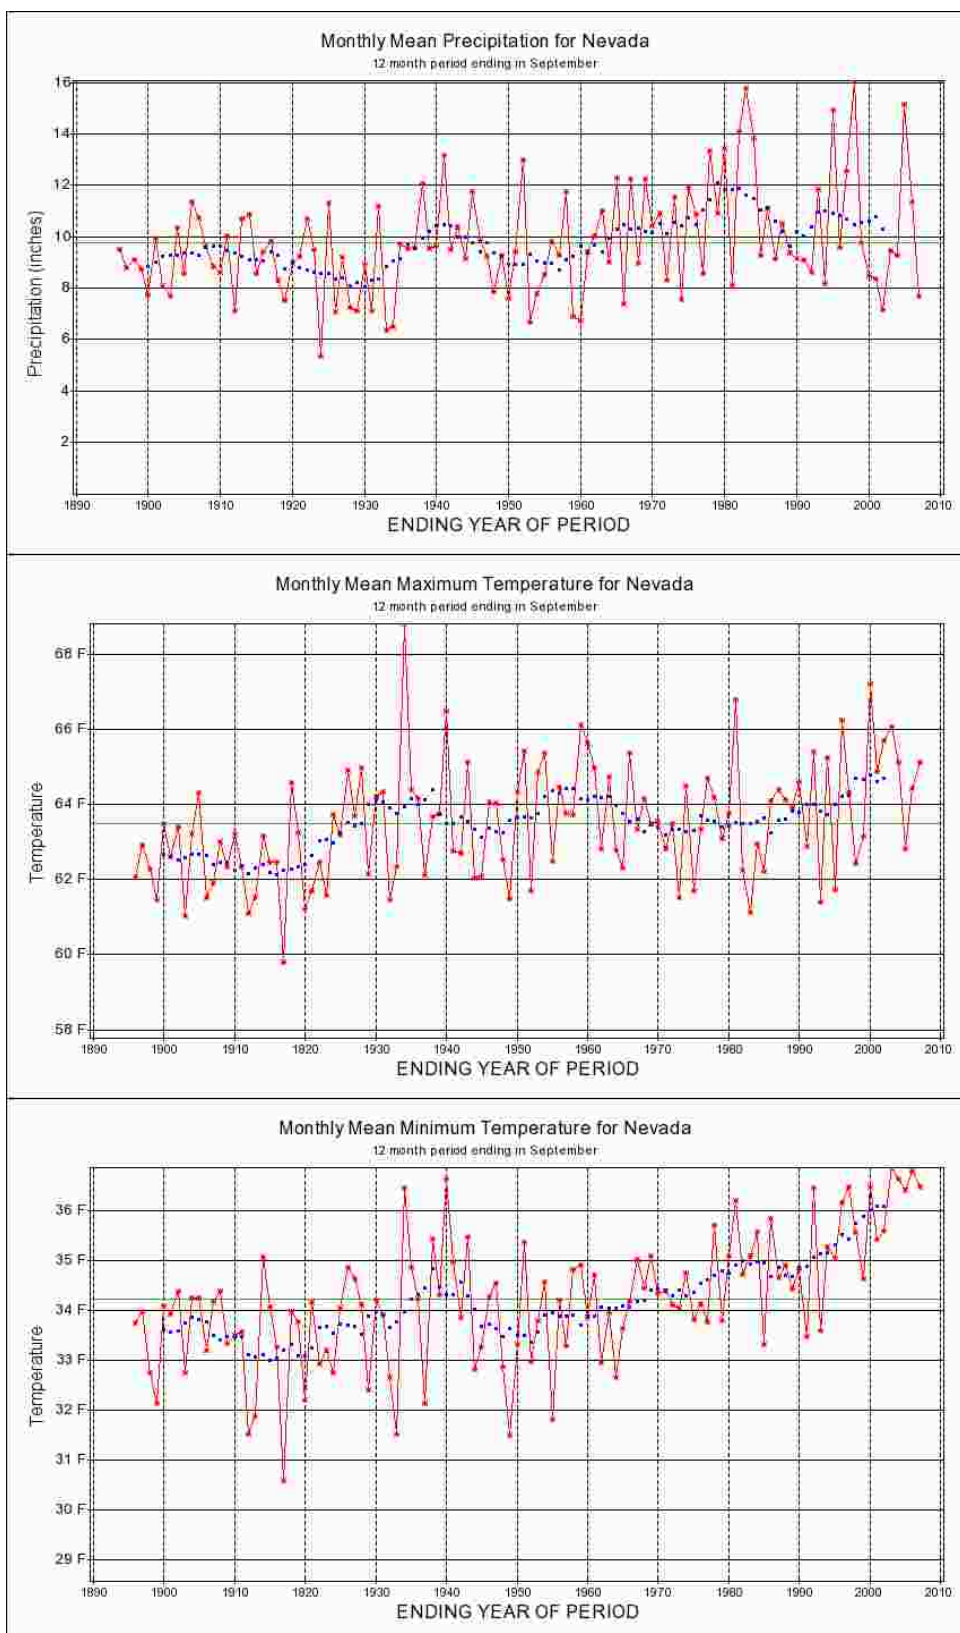 Monthly Mean Precipitation for Nevada
12 month period ending in September
16
14
12
10
8
6
4
2
Precipitation (inches)
1890 1900 1910 1920 1930 1940 1950 1960 1970 1980 1990 2000 2010
ENDING YEAR OF PERIOD
Monthly Mean Maximum Temperature for Nevada
12 month period ending in September
68 F
66 F
64 F
62 F
60 F
58 F
Temperature
1890 1900 1910 1920 1930 1940 1950 1960 1970 1980 1990 2000 2010
ENDING YEAR OF PERIOD
Monthly Mean Minimum Temperature for Nevada
12 month period ending in September
36 F
35 F
34 F
33 F
32 F
31 F
30 F
29 F
Temperature
1890 1900 1910 1920 1930 1940 1950 1960 1970 1980 1990 2000 2010
ENDING YEAR OF PERIOD